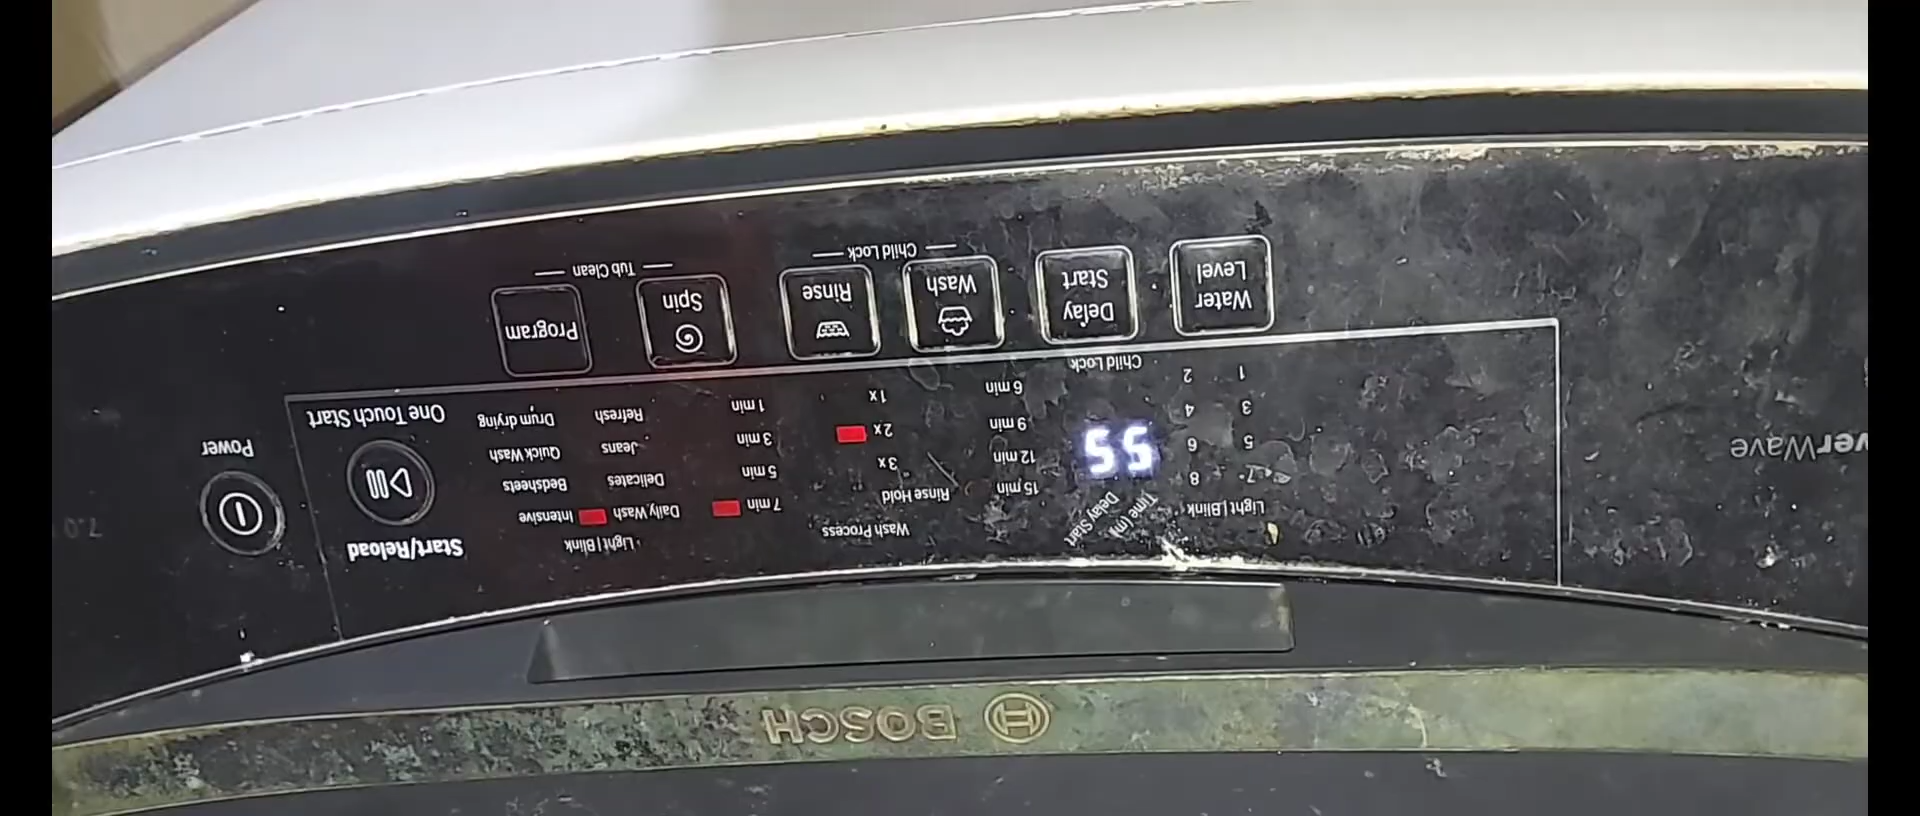 BOSCH
Light | Blink
7 8
5 6
3 4
1 2
Time (m)
Delay Start
55
Child Lock
15 min
12 min
9 min
6 min
Wash Process
Rinse Hold
3 x
2 x
1 x
7 min
5 min
3 min
1 min
Light | Blink
Daily Wash Intensive
Delicates Bedsheets
Jeans Quick Wash
Refresh Drum drying
Start/Reload
One Touch Start
Power
7.0
Water Level
Delay Start
Wash
Rinse
Child Lock
Spin
Program
Tub Clean